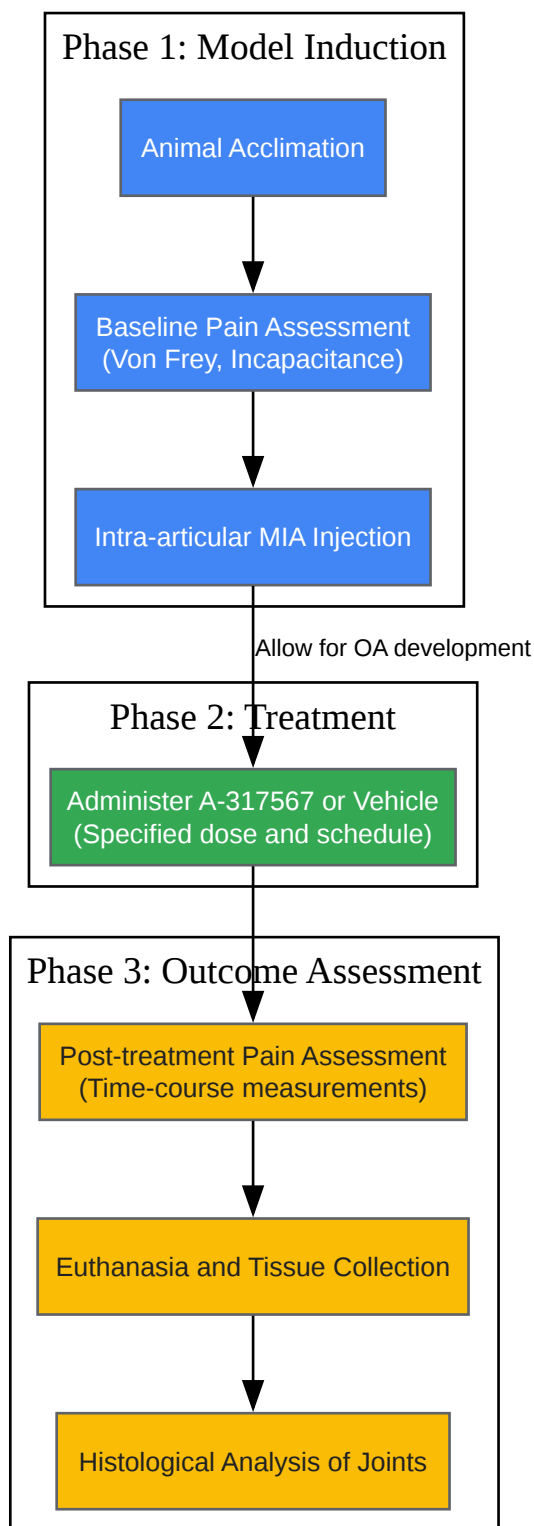 Phase 1: Model Induction
Animal Acclimation
Baseline Pain Assessment
(Von Frey, Incapacitance)
Intra-articular MIA Injection
Allow for OA development
Phase 2: Treatment
Administer A-317567 or Vehicle
(Specified dose and schedule)
Phase 3: Outcome Assessment
Post-treatment Pain Assessment
(Time-course measurements)
Euthanasia and Tissue Collection
Histological Analysis of Joints